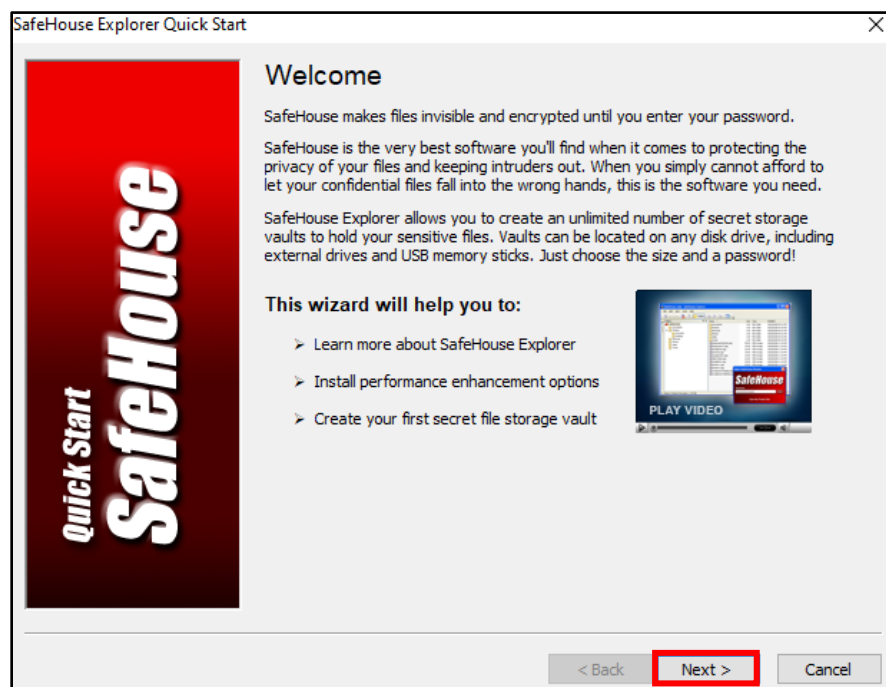 SafeHouse Explorer Quick Start
Quick Start
SafeHouse
Welcome
SafeHouse makes files invisible and encrypted until you enter your password.
SafeHouse is the very best software you'll find when it comes to protecting the
privacy of your files and keeping intruders out. When you simply cannot afford to
let your confidential files fall into the wrong hands, this is the software you need.
SafeHouse Explorer allows you to create an unlimited number of secret storage
vaults to hold your sensitive files. Vaults can be located on any disk drive, including
external drives and USB memory sticks. Just choose the size and a password!
This wizard will help you to:
Learn more about SafeHouse Explorer
Install performance enhancement options
Create your first secret file storage vault
SafeHouse
PLAY VIDEO
< Back
Next >
Cancel